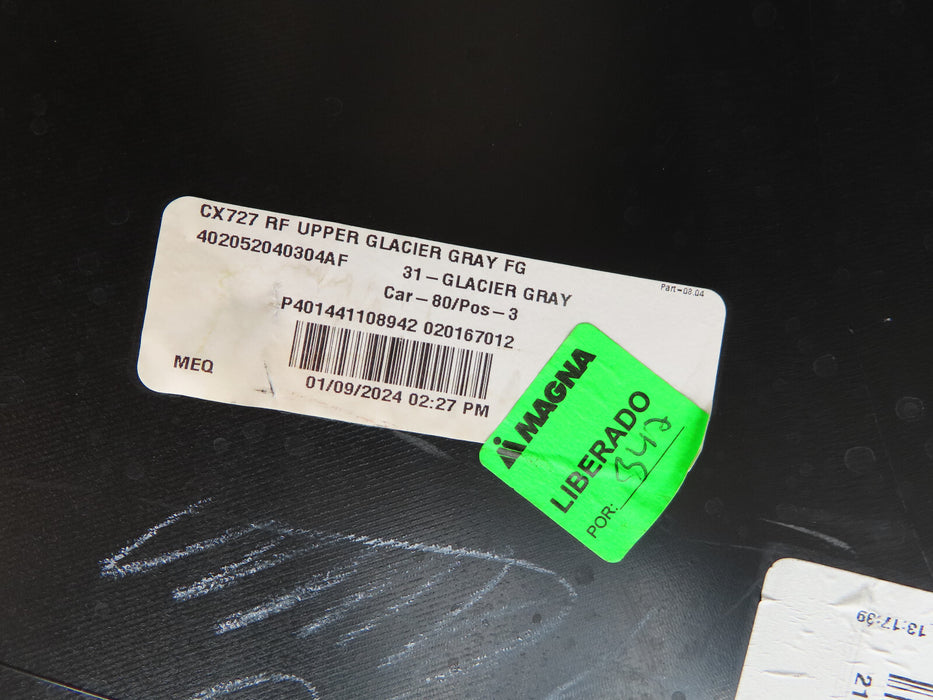 CX727 RF UPPER GLACIER GRAY FG
402052040304AF
31-GLACIER GRAY
Part-08.04
Car-80/Pos-3
P401441108942 020167012
MEQ
01/09/2024 02:27 PM
MAGNA
LIBERADO
POR:
13:17:39
21